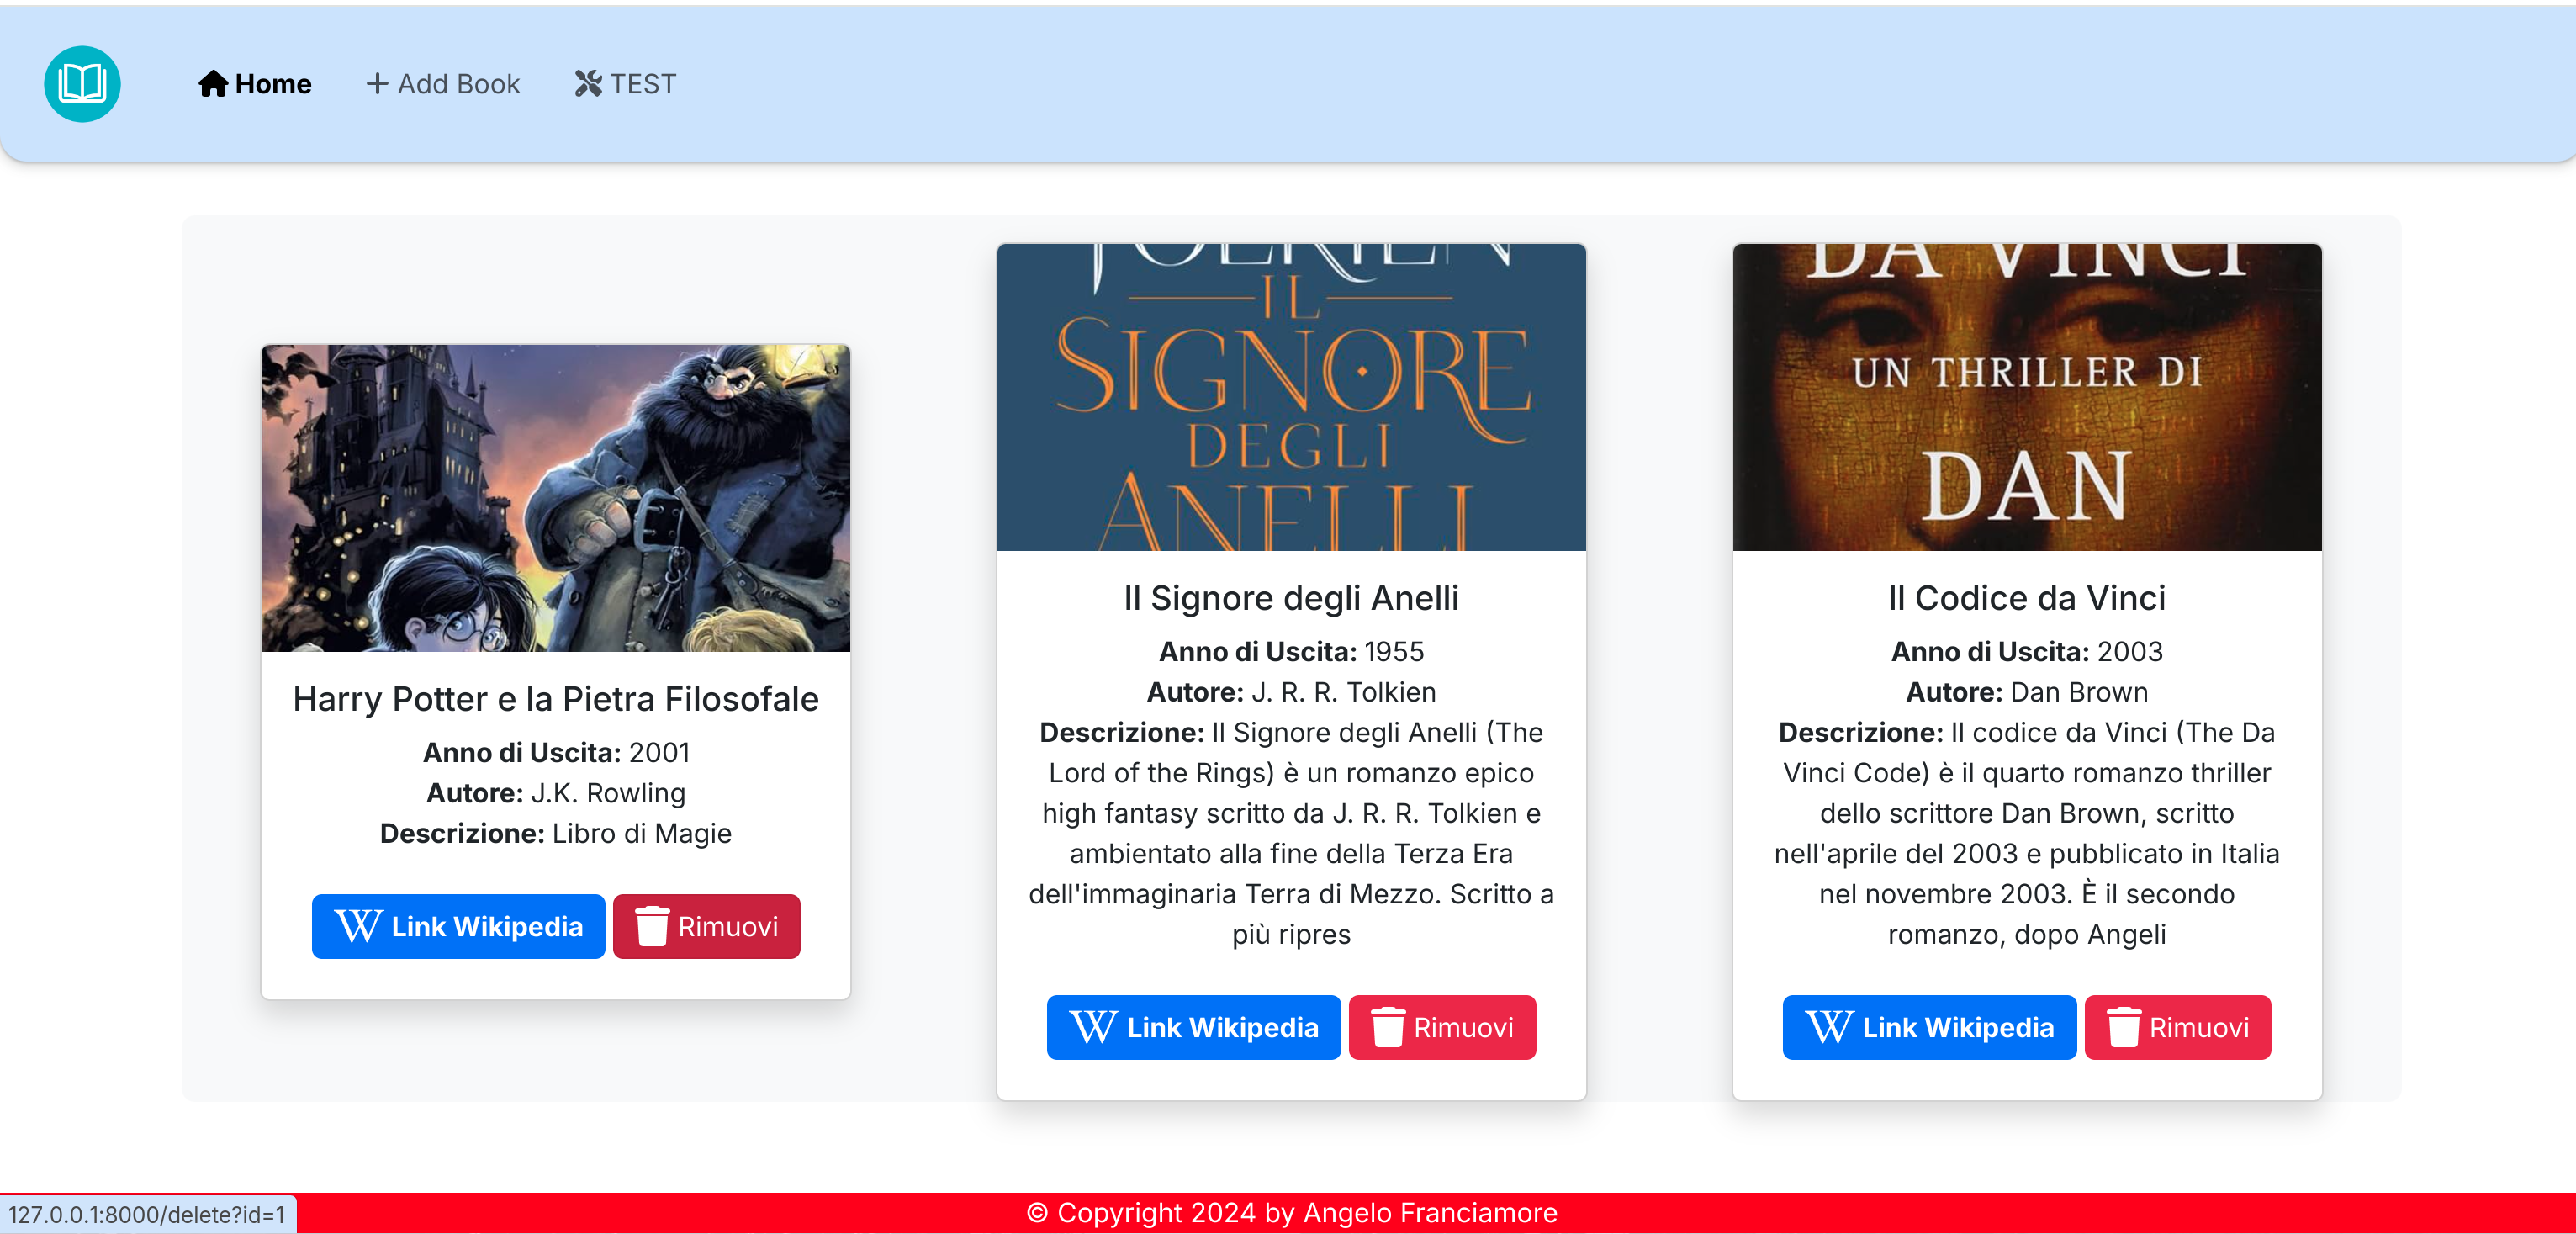 Home
Add Book
TEST
Harry Potter e la Pietra Filosofale
Anno di Uscita: 2001
Autore: J.K. Rowling
Descrizione: Libro di Magie
W Link Wikipedia
Rimuovi
TOLKIEN
IL
SIGNORE
DEGLI
ANELLI
Il Signore degli Anelli
Anno di Uscita: 1955
Autore: J. R. R. Tolkien
Descrizione: Il Signore degli Anelli (The
Lord of the Rings) è un romanzo epico
high fantasy scritto da J. R. R. Tolkien e
ambientato alla fine della Terza Era
dell'immaginaria Terra di Mezzo. Scritto a
più ripres
W Link Wikipedia
Rimuovi
DA VINCI
UN THRILLER DI
DAN
Il Codice da Vinci
Anno di Uscita: 2003
Autore: Dan Brown
Descrizione: Il codice da Vinci (The Da
Vinci Code) è il quarto romanzo thriller
dello scrittore Dan Brown, scritto
nell'aprile del 2003 e pubblicato in Italia
nel novembre 2003. È il secondo
romanzo, dopo Angeli
W Link Wikipedia
Rimuovi
127.0.0.1:8000/delete?id=1
© Copyright 2024 by Angelo Franciamore